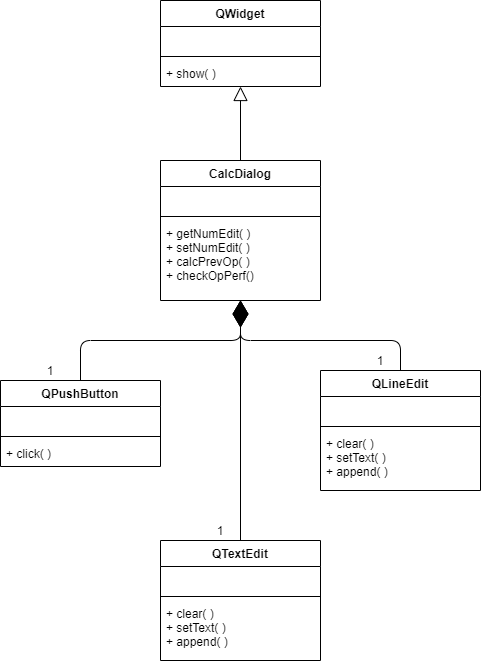 QWidget
+ show( )
CalcDialog
+ getNumEdit( )
+ setNumEdit( )
+ calcPrevOp( )
+ checkOpPerf()
1
QPushButton
+ click( )
1
QLineEdit
+ clear( )
+ setText( )
+ append( )
1
QTextEdit
+ clear( )
+ setText( )
+ append( )